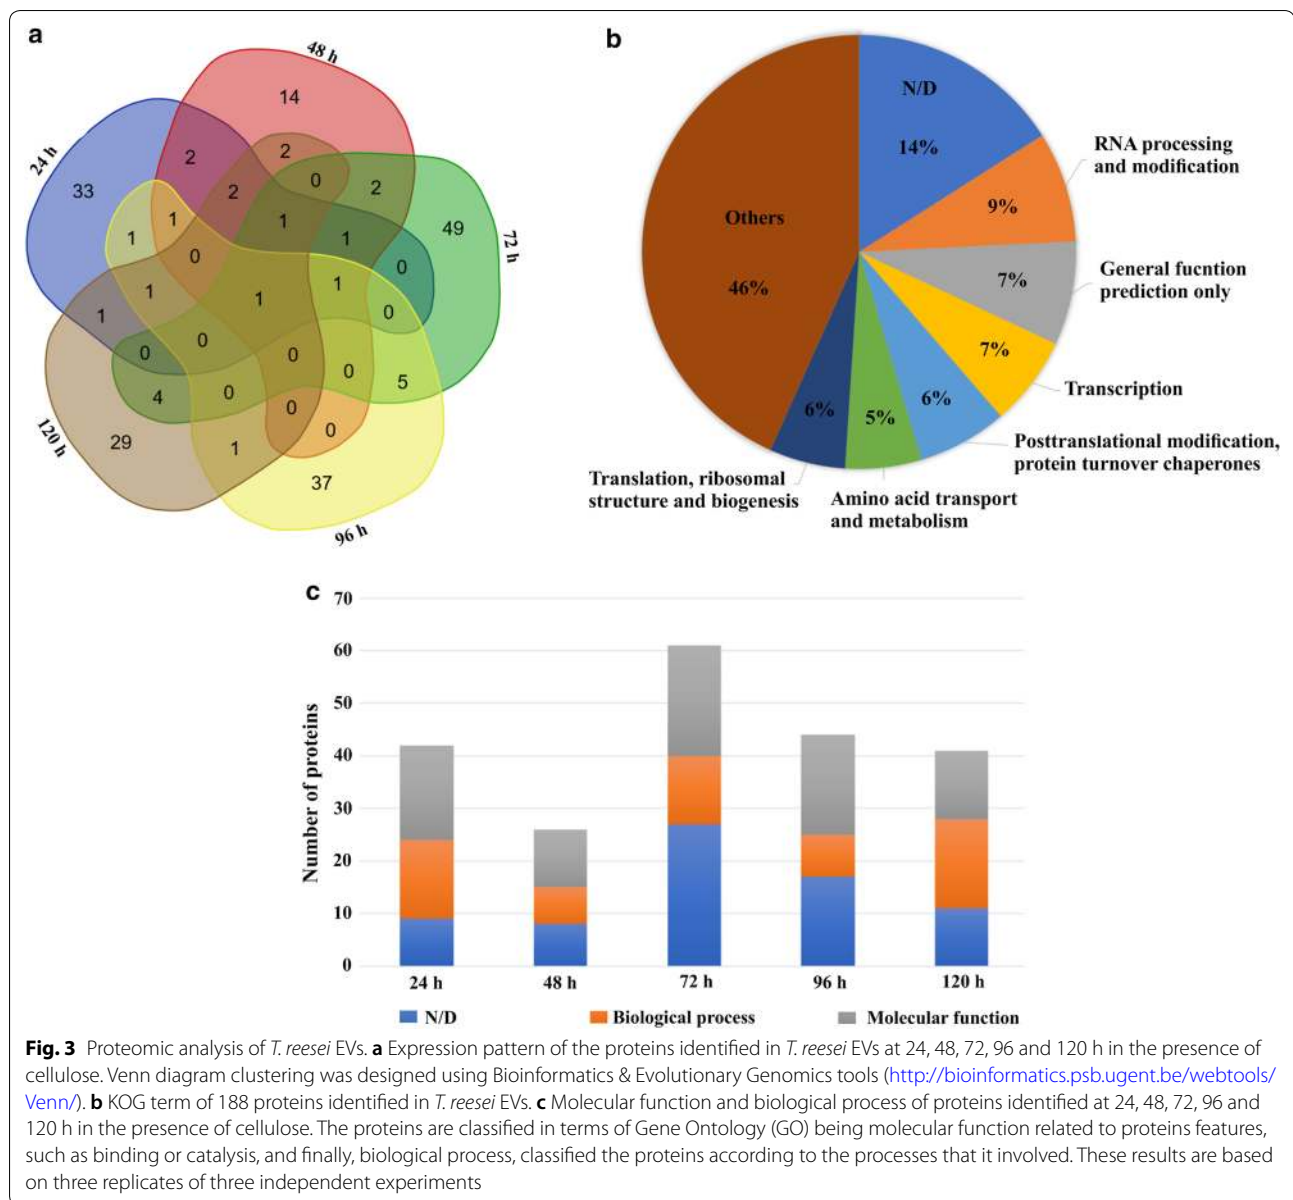 a
48 h
14
24 h
2
2
33
2
0
2
72 h
49
1
1
1
1
0
0
1
1
1
0
1
0
0
0
0
4
0
0
5
0
0
120 h
29
1
37
96 h
b
N/D
14%
RNA processing
and modification
9%
General fucntion
prediction only
7%
Transcription
7%
Posttranslational modification,
protein turnover chaperones
6%
Amino acid transport
and metabolism
5%
Translation, ribosomal
structure and biogenesis
6%
Others
46%
c
70
60
50
40
30
20
10
0
Number of proteins
24 h 48 h 72 h 96 h 120 h
N/D Biological process Molecular function
Fig. 3 Proteomic analysis of T. reesei EVs. a Expression pattern of the proteins identified in T. reesei EVs at 24, 48, 72, 96 and 120 h in the presence of
cellulose. Venn diagram clustering was designed using Bioinformatics & Evolutionary Genomics tools (http://bioinformatics.psb.ugent.be/webtools/
Venn/). b KOG term of 188 proteins identified in T. reesei EVs. c Molecular function and biological process of proteins identified at 24, 48, 72, 96 and
120 h in the presence of cellulose. The proteins are classified in terms of Gene Ontology (GO) being molecular function related to proteins features,
such as binding or catalysis, and finally, biological process, classified the proteins according to the processes that it involved. These results are based
on three replicates of three independent experiments